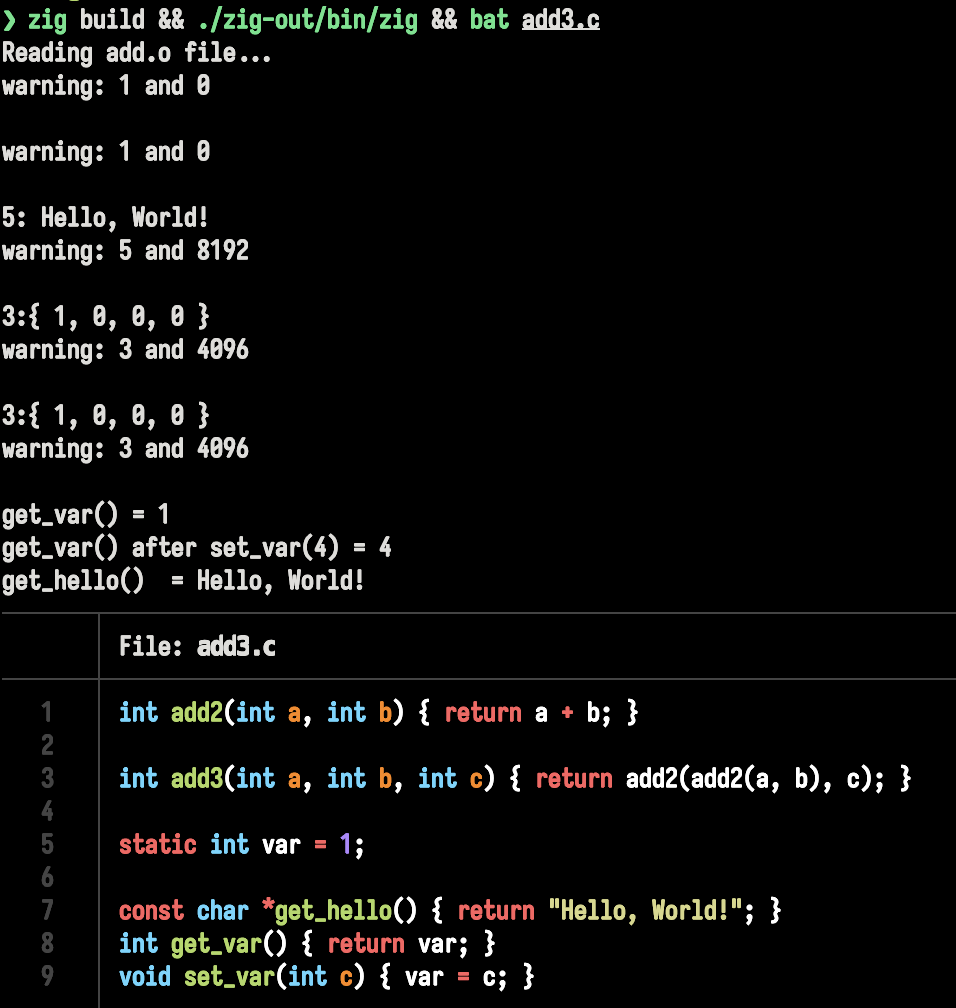 ❯ zig build && ./zig-out/bin/zig && bat add3.c
Reading add.o file...
warning: 1 and 0
warning: 1 and 0
5: Hello, World!
warning: 5 and 8192
3:{ 1, 0, 0, 0 }
warning: 3 and 4096
3:{ 1, 0, 0, 0 }
warning: 3 and 4096
get_var() = 1
get_var() after set_var(4) = 4
get_hello()  = Hello, World!
File: add3.c
1 int add2(int a, int b) { return a + b; }
2
3 int add3(int a, int b, int c) { return add2(add2(a, b), c); }
4
5 static int var = 1;
6
7 const char *get_hello() { return "Hello, World!"; }
8 int get_var() { return var; }
9 void set_var(int c) { var = c; }